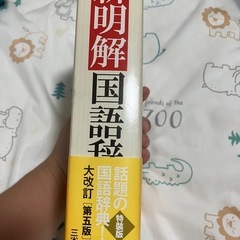 明解
国語辞
話題の
国語辞典!
特装版
大改訂[第五版]
三省
friends of the
ZOO